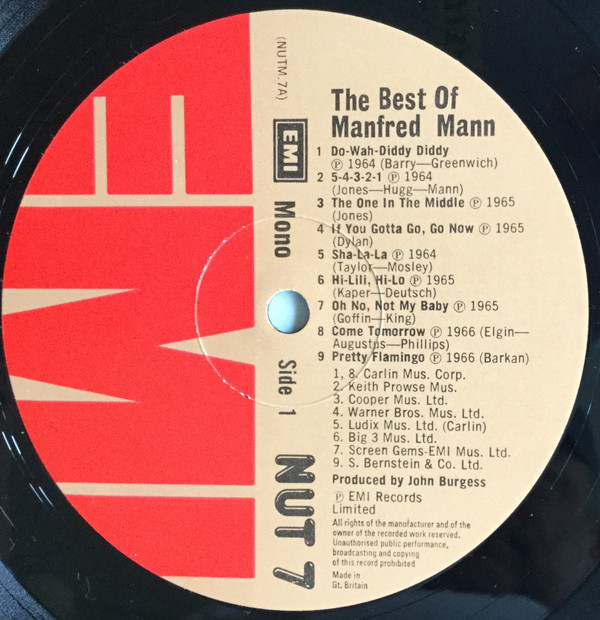 The Best Of
Manfred Mann
1 Do-Wah-Diddy Diddy
℗ 1964 (Barry—Greenwich)
2 5-4-3-2-1 ℗ 1964
(Jones—Hugg—Mann)
3 The One In The Middle ℗ 1965
(Jones)
4 If You Gotta Go, Go Now ℗ 1965
(Dylan)
5 Sha-La-La ℗ 1964
(Taylor—Mosley)
6 Hi-Lili, Hi-Lo ℗ 1965
(Kaper—Deutsch)
7 Oh No, Not My Baby ℗ 1965
(Goffin—King)
8 Come Tomorrow ℗ 1966 (Elgin—
Augustus—Phillips)
9 Pretty Flamingo ℗ 1966 (Barkan)
1, 8. Carlin Mus. Corp.
2. Keith Prowse Mus.
3. Cooper Mus. Ltd.
4. Warner Bros. Mus. Ltd.
5. Ludix Mus. Ltd. (Carlin)
6. Big 3 Mus. Ltd.
7. Screen Gems-EMI Mus. Ltd.
9. S. Bernstein & Co. Ltd.
Produced by John Burgess
℗ EMI Records
Limited
All rights of the manufacturer and of the
owner of the recorded work reserved.
Unauthorised public performance,
broadcasting and copying
of this record prohibited
Made in
Gt. Britain
(NUTM.7A)
EMI
Mono
Side 1
NUT 7
EMI